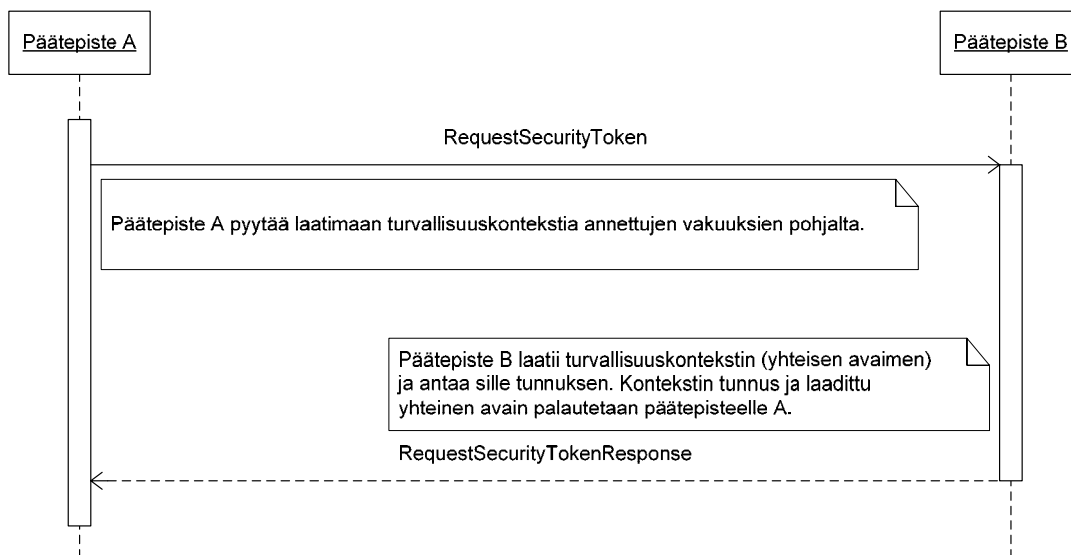 Päätepiste A
Päätepiste B
RequestSecurityToken
Päätepiste A pyytää laatimaan turvallisuuskontekstia annettujen vakuuksien pohjalta.
Päätepiste B laatii turvallisuuskontekstin (yhteisen avaimen)
ja antaa sille tunnuksen. Kontekstin tunnus ja laadittu
yhteinen avain palautetaan päätepisteelle A.
RequestSecurityTokenResponse